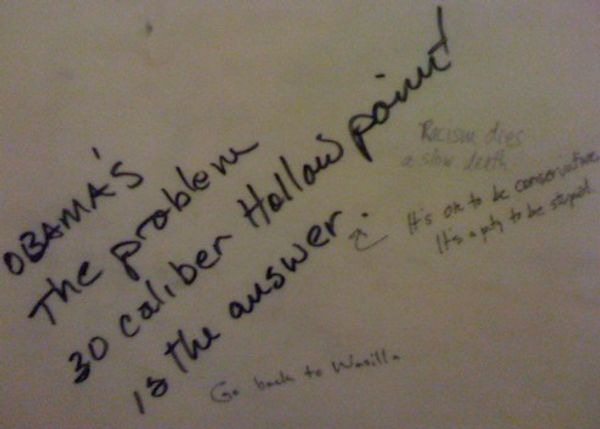 OBAMA'S
The problem
30 caliber Hollow point
is the answer.
Racism dies
a slow death
It's ok to be conservative
It's a pity to be stupid.
Go back to Wasilla